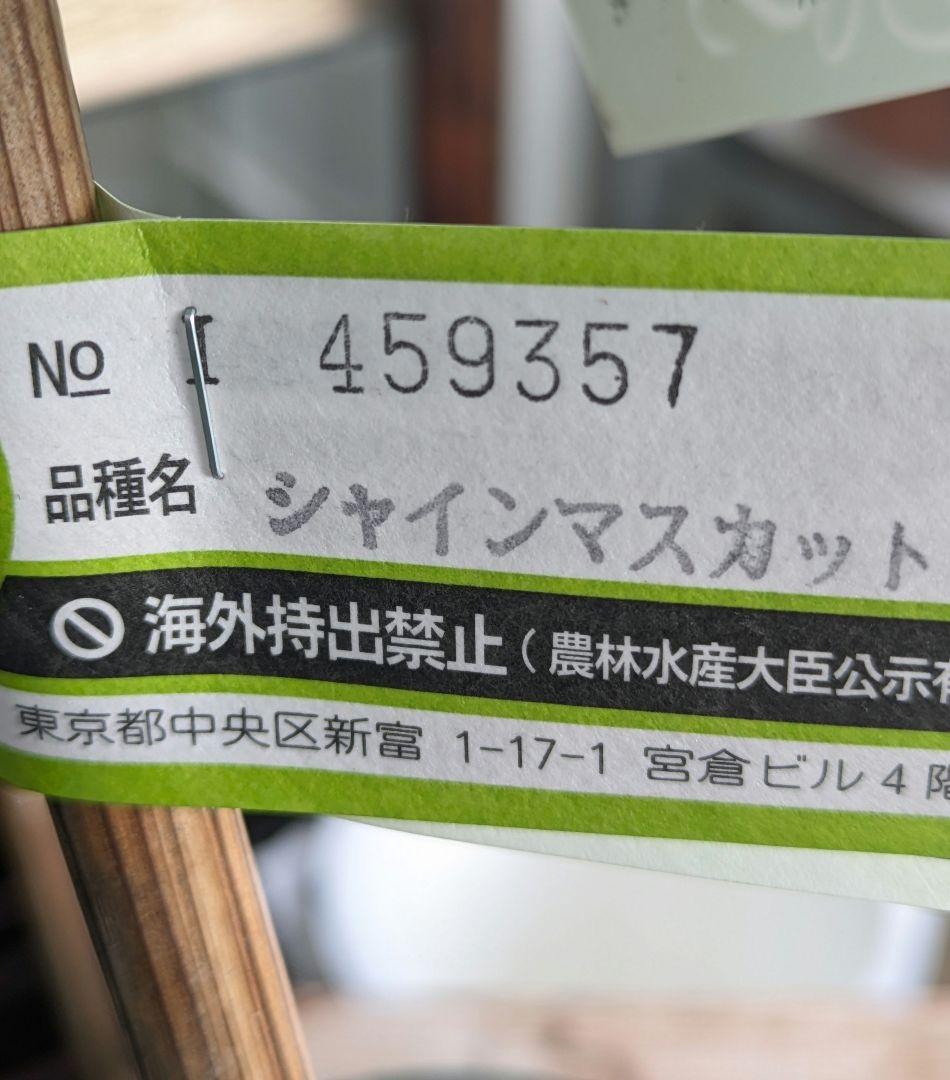 № I 459357
品種名 シャインマスカット
海外持出禁止(農林水産大臣公示
東京都中央区新富 1-17-1 宮倉ビル4階